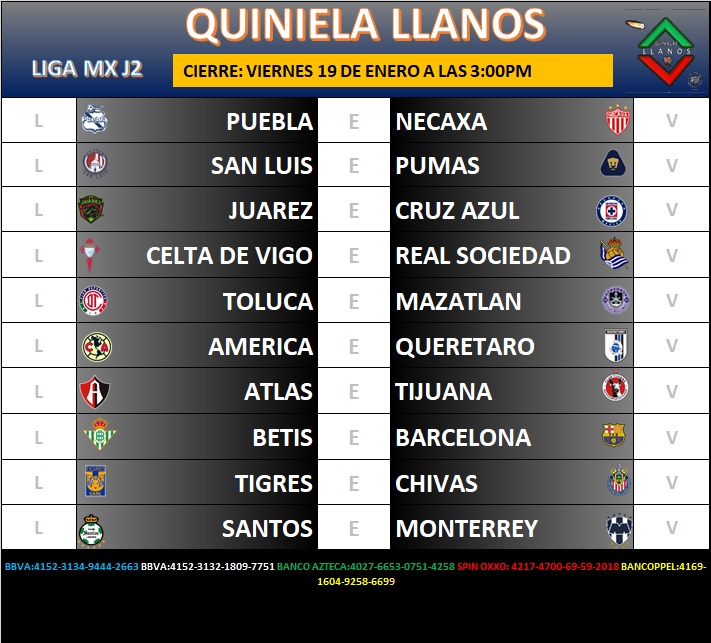 QUINIELA LLANOS
LIGA MX J2
CIERRE: VIERNES 19 DE ENERO A LAS 3:00PM
QUINIELAS
LLANOS
L PUEBLA E NECAXA V
L SAN LUIS E PUMAS V
L JUAREZ E CRUZ AZUL V
L CELTA DE VIGO E REAL SOCIEDAD V
L TOLUCA E MAZATLAN V
L AMERICA E QUERETARO V
L ATLAS E TIJUANA V
L BETIS E BARCELONA V
L TIGRES E CHIVAS V
L SANTOS E MONTERREY V
BBVA:4152-3134-9444-2663 BBVA:4152-3132-1809-7751 BANCO AZTECA:4027-6653-0751-4258 SPIN OXXO: 4217-4700-69-59-2018 BANCOPPEL:4169-
1604-9258-6699